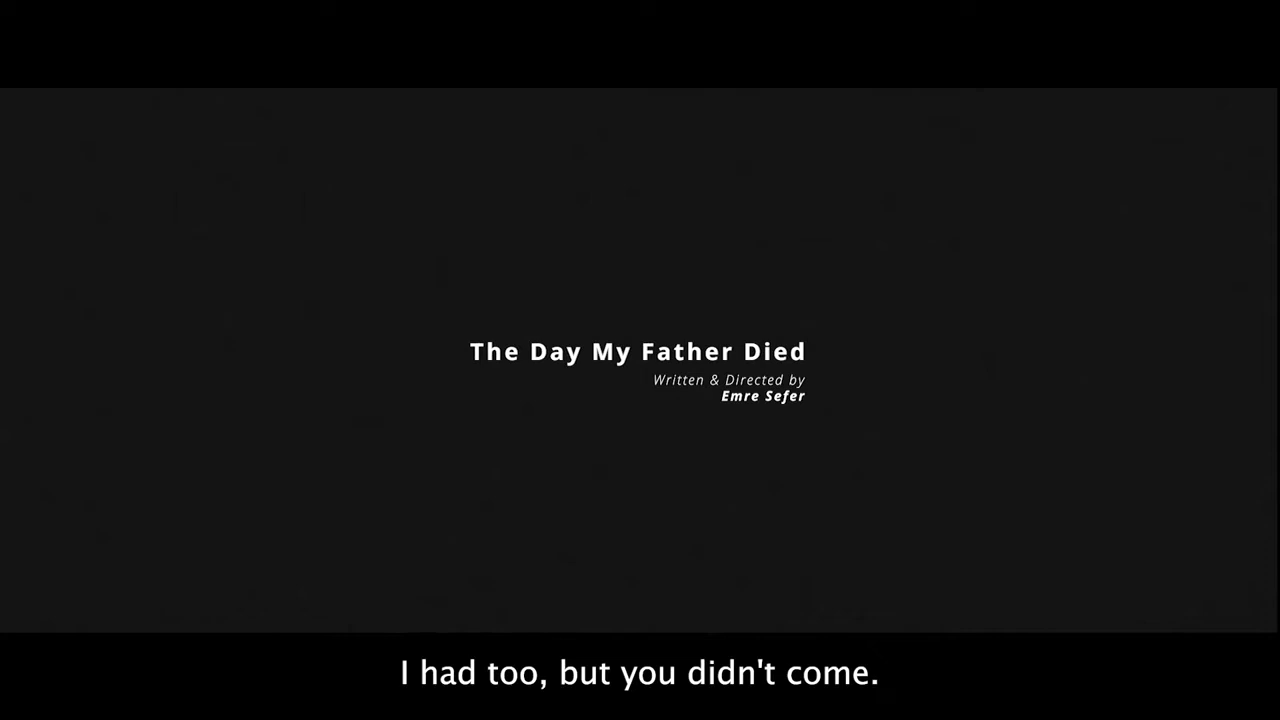 The Day My Father Died
Written & Directed by
Emre Sefer
I had too, but you didn't come.